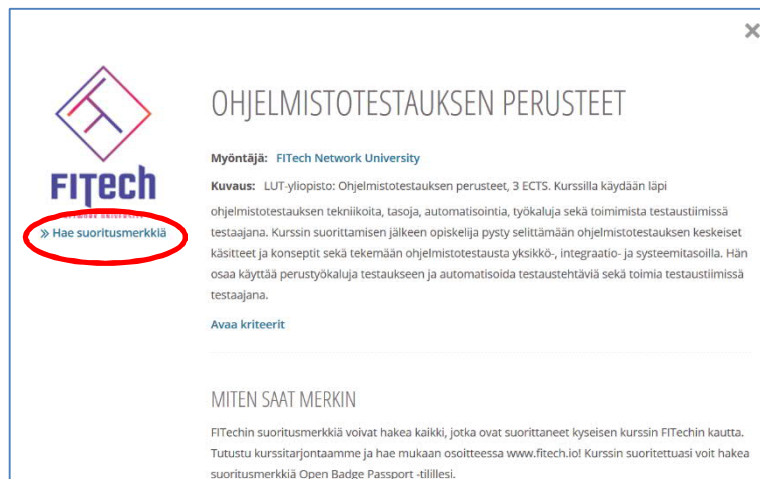 OHJELMISTOTESTAUKSEN PERUSTEET
FITech
NETWORK UNIVERSITY
» Hae suoritusmerkkiä
Myöntäjä: FITech Network University
Kuvaus: LUT-yliopisto: Ohjelmistotestauksen perusteet, 3 ECTS. Kurssilla käydään läpi
ohjelmistotestauksen tekniikoita, tasoja, automatisointia, työkaluja sekä toimimista testaustiimissä
testaajana. Kurssin suorittamisen jälkeen opiskelija pysty selittämään ohjelmistotestauksen keskeiset
käsitteet ja konseptit sekä tekemään ohjelmistotestausta yksikkö-, integraatio- ja systeemitasoilla. Hän
osaa käyttää perustyökaluja testaukseen ja automatisoida testaustehtäviä sekä toimia testaustiimissä
testaajana.
Avaa kriteerit
MITEN SAAT MERKIN
FITechin suoritusmerkkiä voivat hakea kaikki, jotka ovat suorittaneet kyseisen kurssin FITechin kautta.
Tutustu kurssitarjontaamme ja hae mukaan osoitteessa www.fitech.io! Kurssin suoritettuasi voit hakea
suoritusmerkkiä Open Badge Passport -tilillesi.